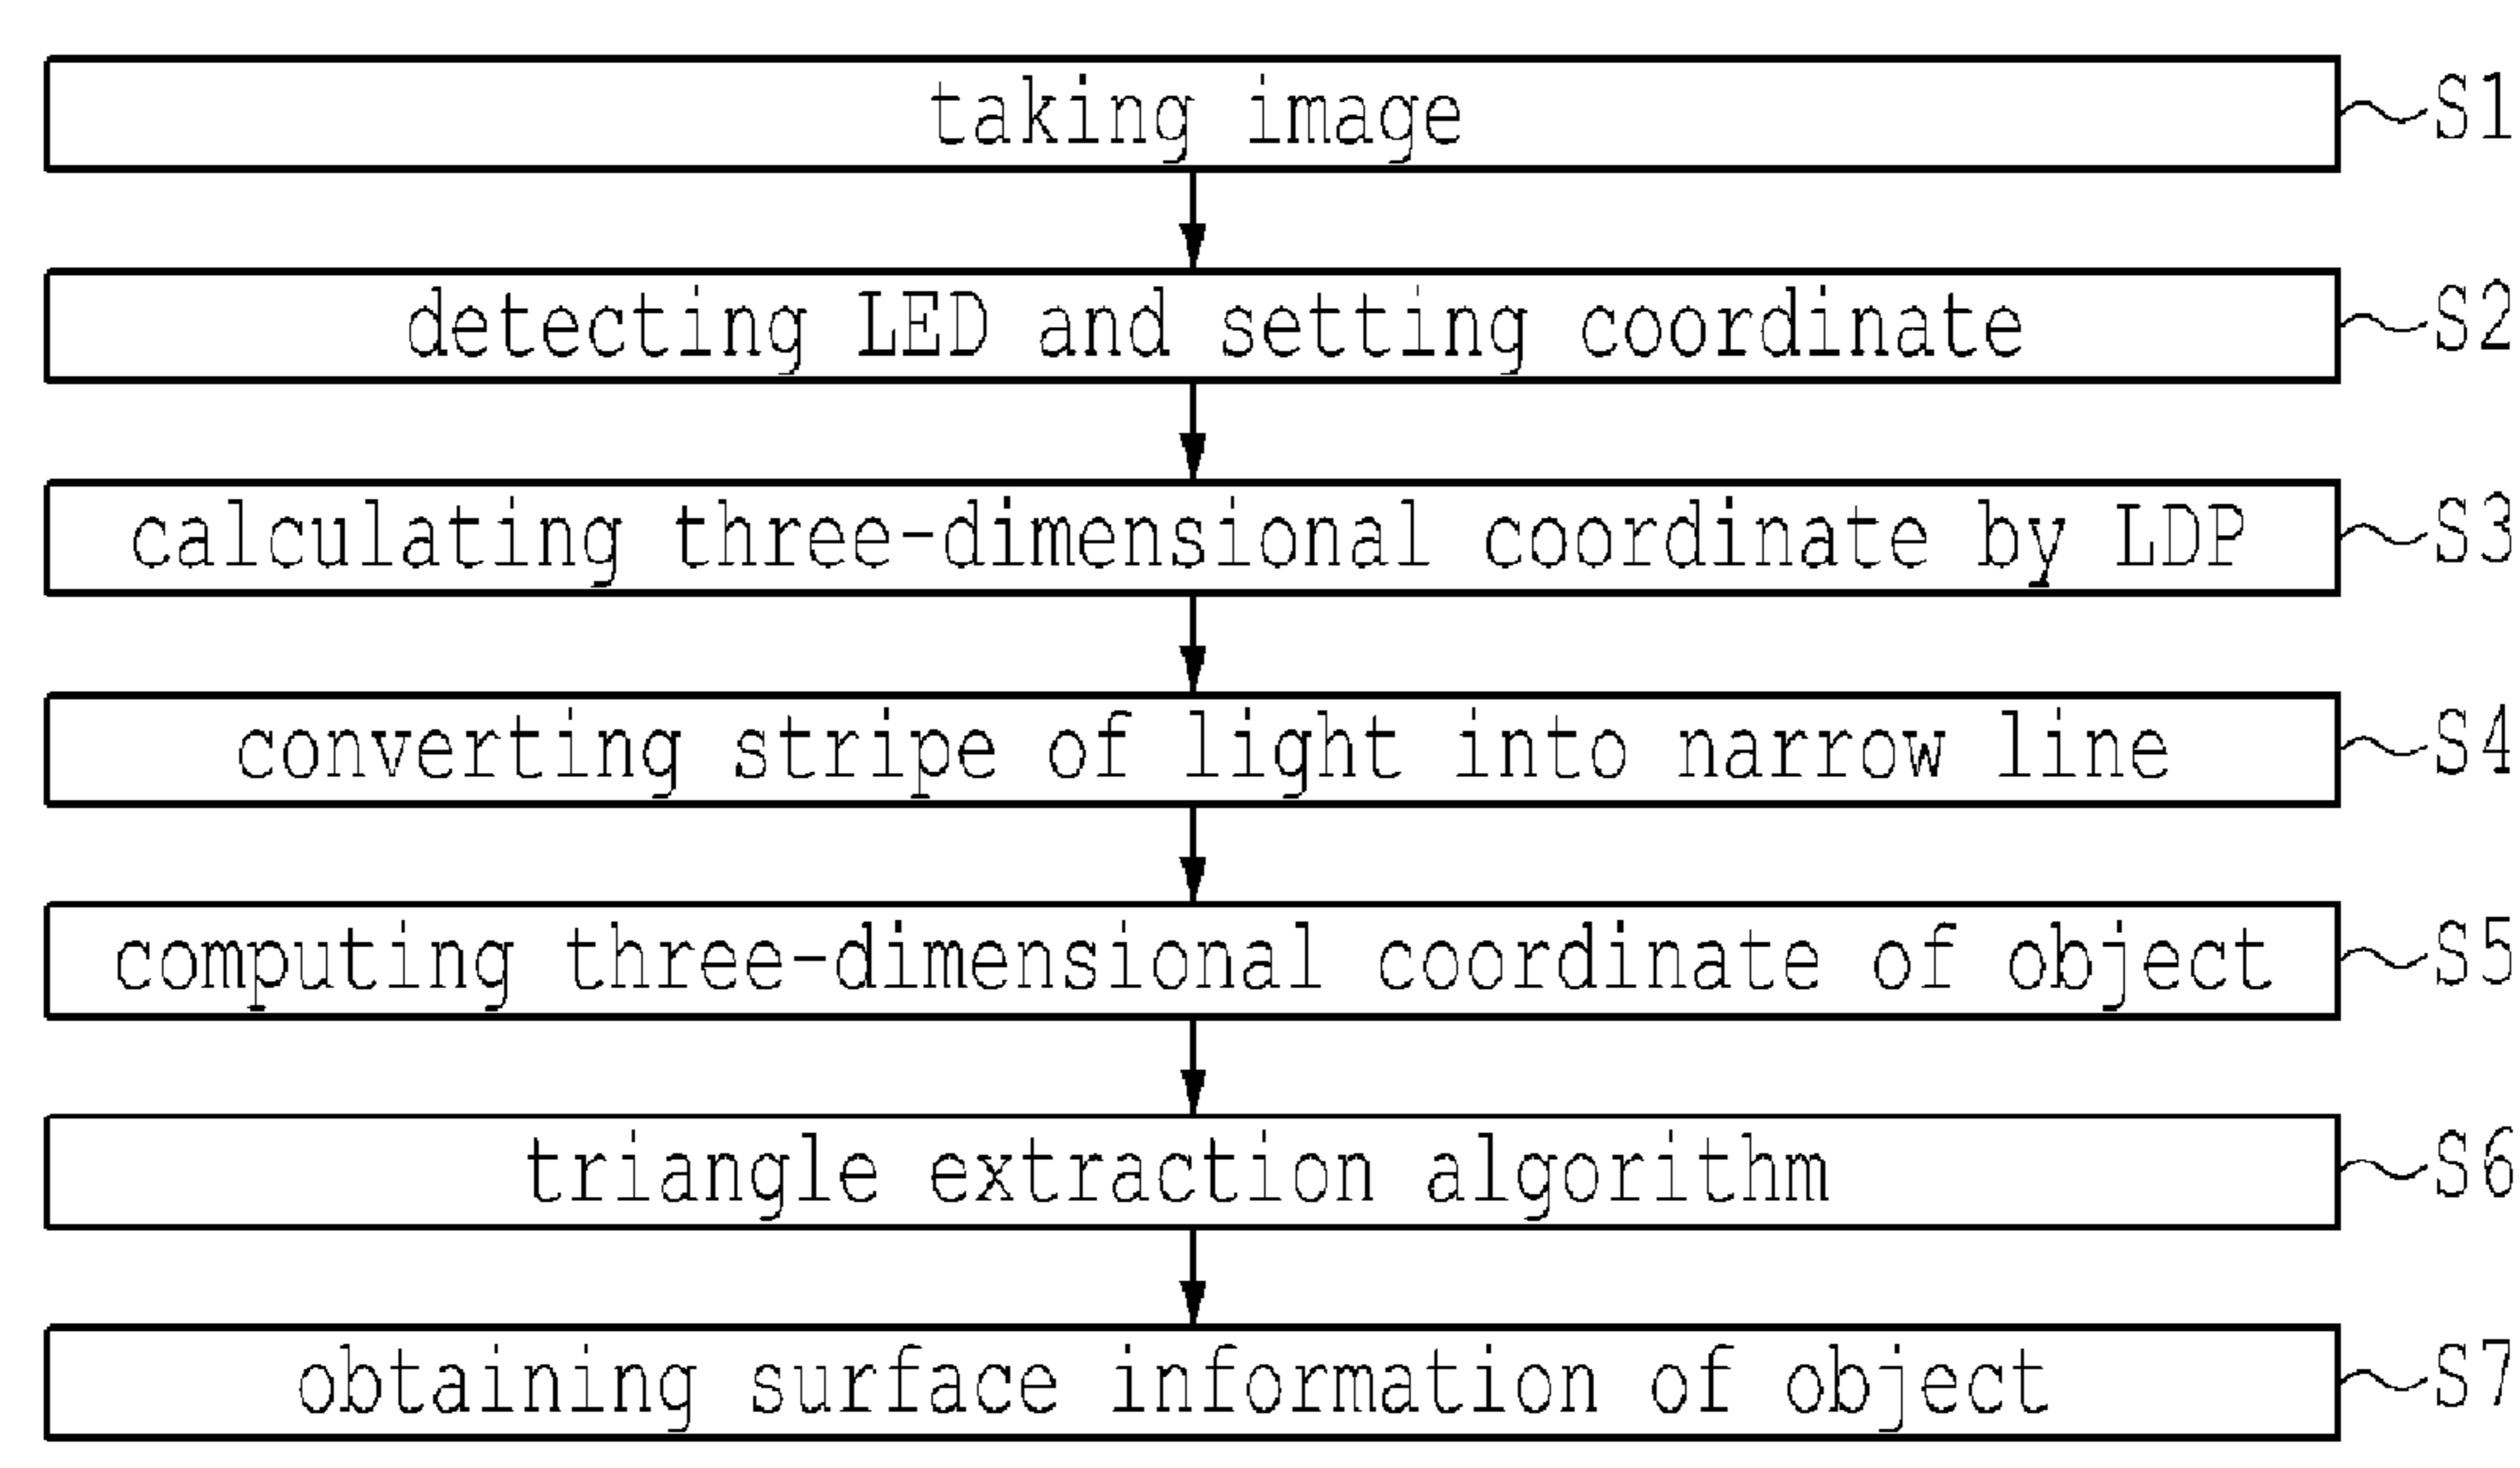 taking image S1
detecting LED and setting coordinate S2
calculating three-dimensional coordinate by LDP S3
converting stripe of light into narrow line S4
computing three-dimensional coordinate of object S5
triangle extraction algorithm S6
obtaining surface information of object S7